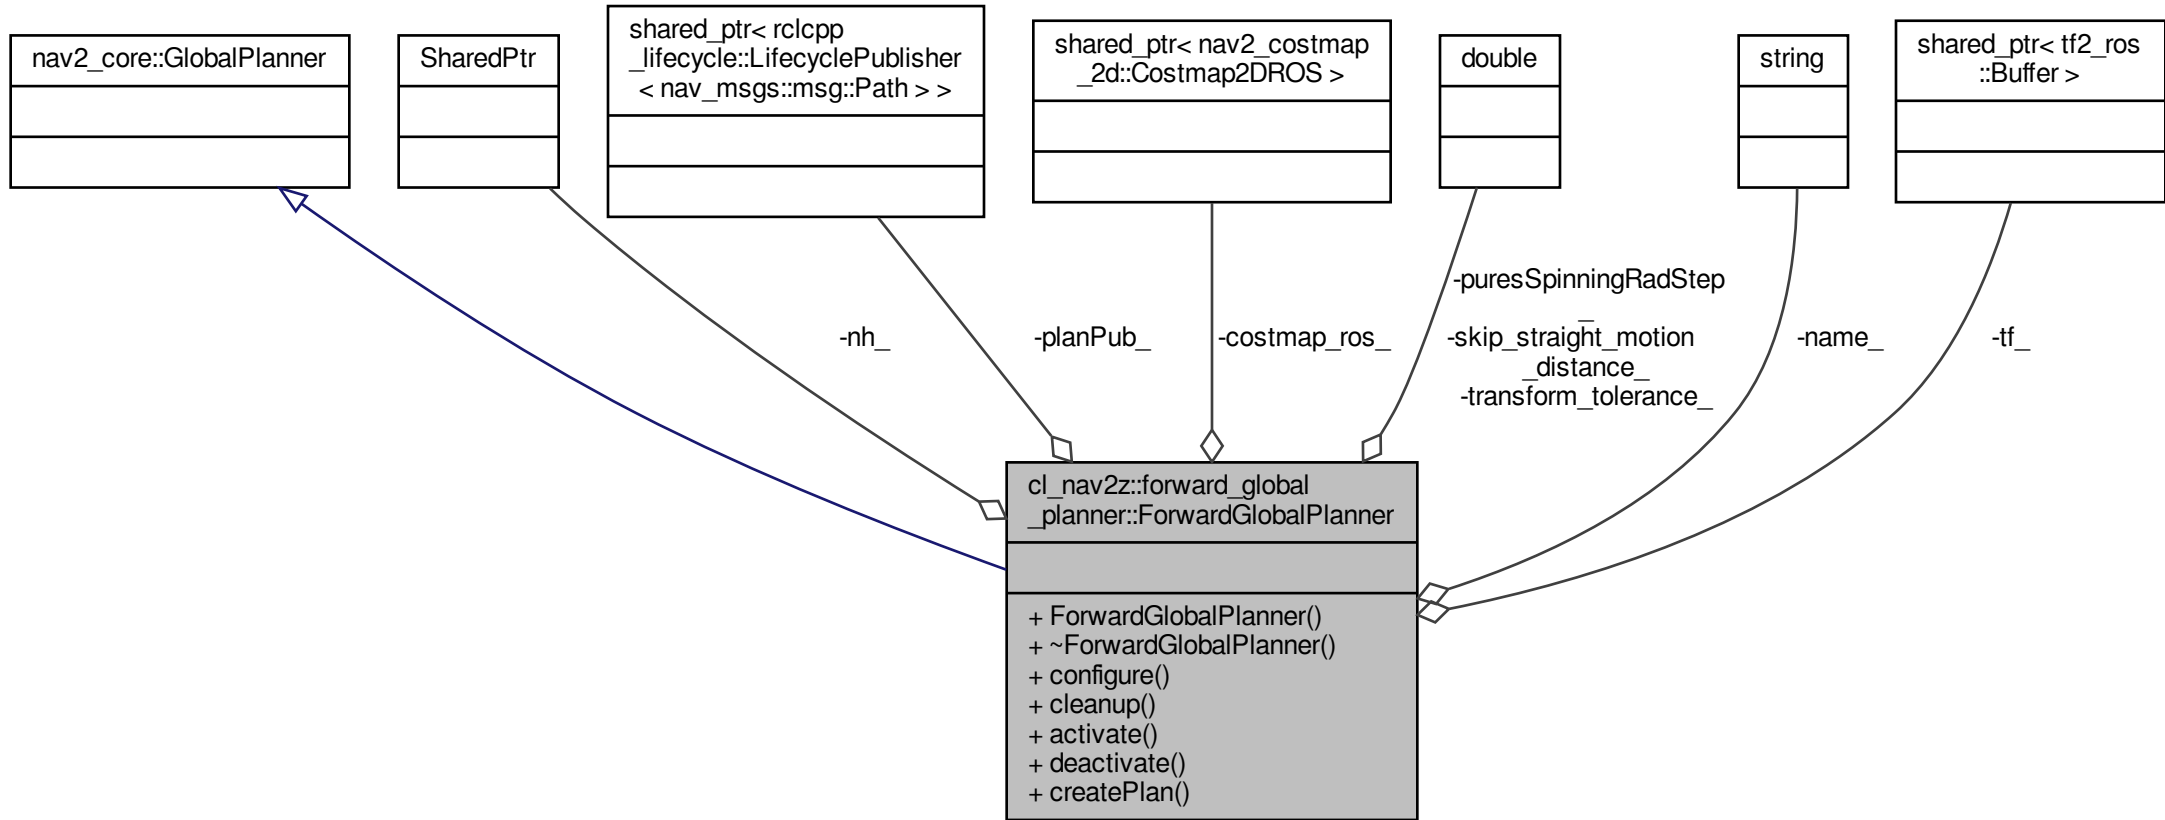 nav2_core::GlobalPlanner
SharedPtr
shared_ptr< rclcpp
_lifecycle::LifecyclePublisher
< nav_msgs::msg::Path > >
shared_ptr< nav2_costmap
_2d::Costmap2DROS >
double
string
shared_ptr< tf2_ros
::Buffer >
-nh_
-planPub_
-costmap_ros_
-puresSpinningRadStep
_
-skip_straight_motion
_distance_
-transform_tolerance_
-name_
-tf_
cl_nav2z::forward_global
_planner::ForwardGlobalPlanner
+ ForwardGlobalPlanner()
+ ~ForwardGlobalPlanner()
+ configure()
+ cleanup()
+ activate()
+ deactivate()
+ createPlan()